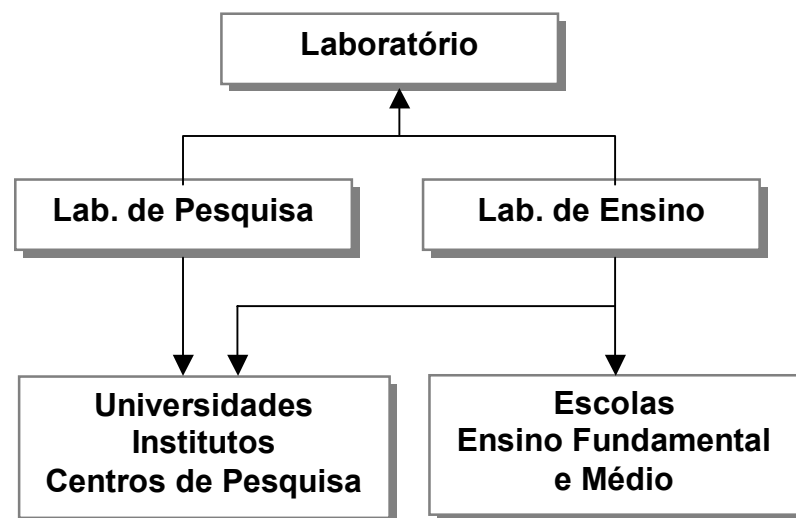 Laboratório
Lab. de Pesquisa
Lab. de Ensino
Universidades
Institutos
Centros de Pesquisa
Escolas
Ensino Fundamental
e Médio